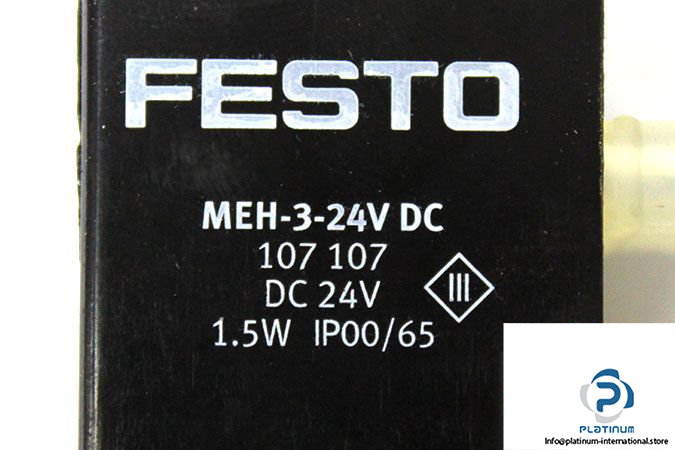 FESTO
MEH-3-24V DC
107 107
DC 24V
III
1.5W IP00/65
PLATINUM
Info@platinum-international.store